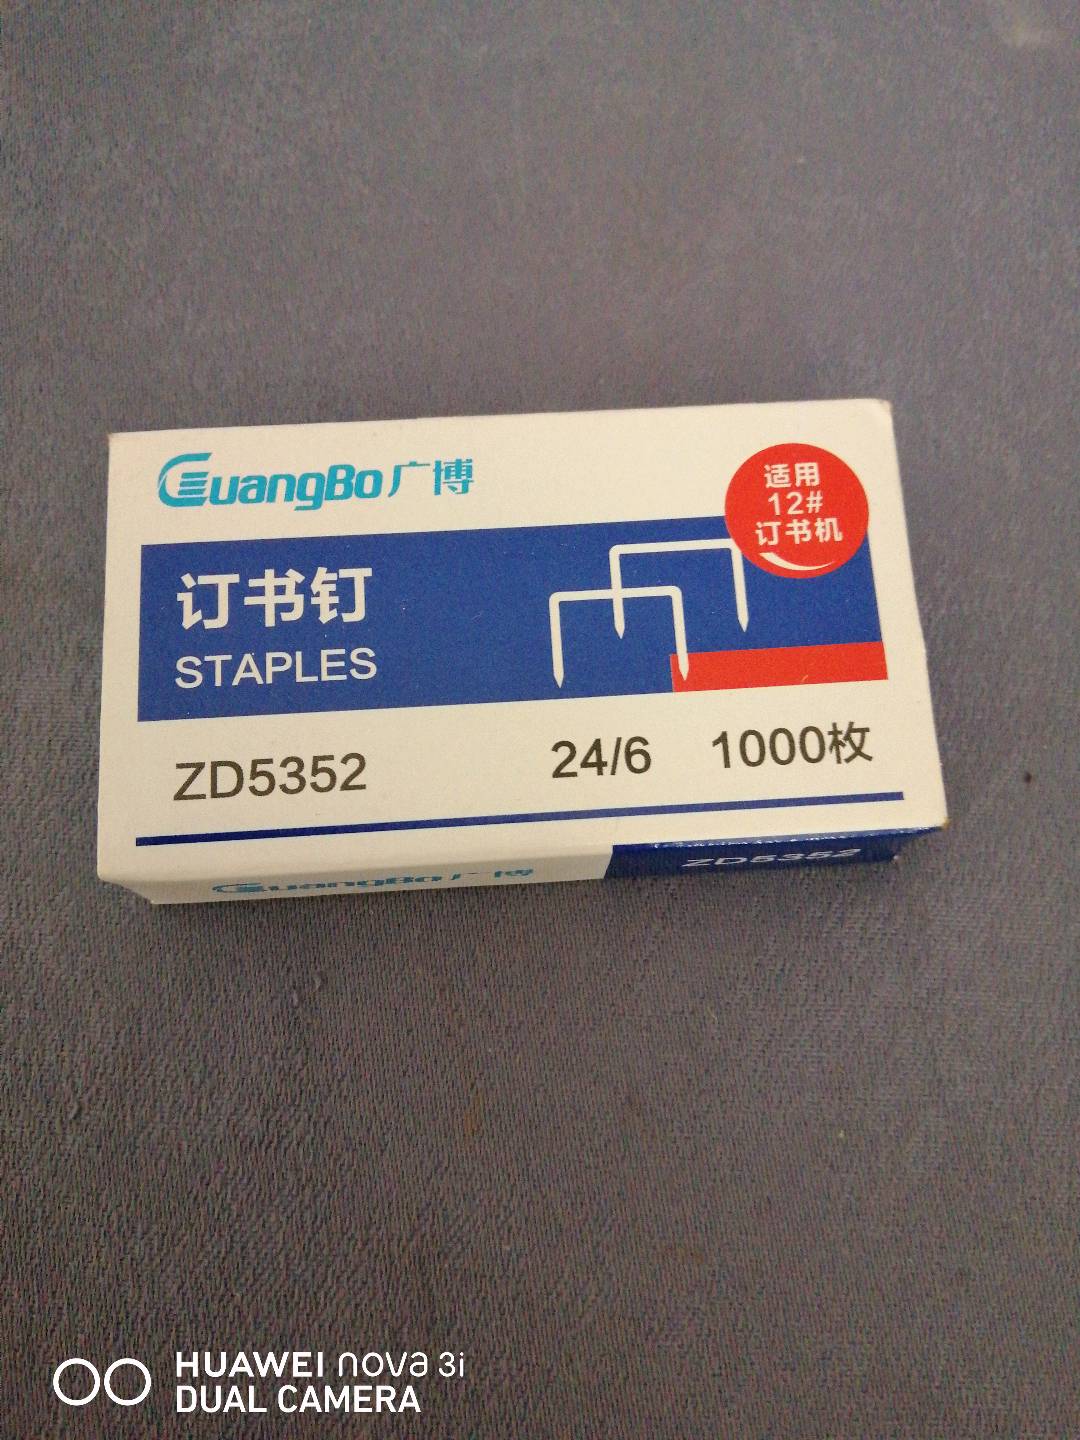 GuangBo广博
适用
12#
订书机
订书钉
STAPLES
ZD5352
24/6
1000枚
GuangBo广博
ZD5352
HUAWEI nova 3i
DUAL CAMERA